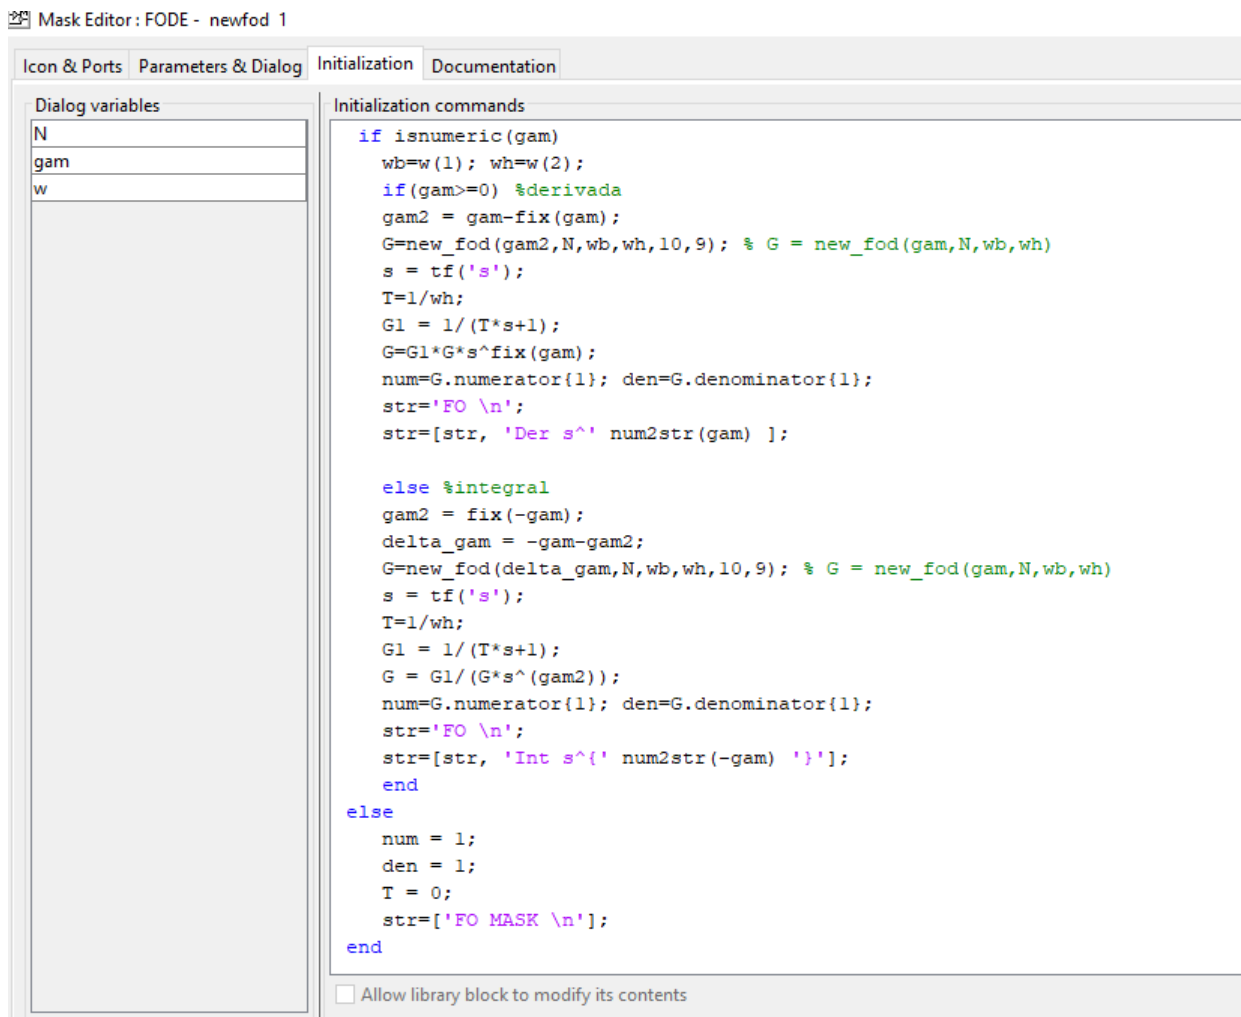 Mask Editor : FODE - newfod 1
Icon & Ports Parameters & Dialog Initialization Documentation
Dialog variables
N
gam
w
Initialization commands
if isnumeric(gam)
wb=w(1); wh=w(2);
if(gam>=0) %derivada
gam2 = gam-fix(gam);
G=new_fod(gam2,N,wb,wh,10,9); % G = new_fod(gam,N,wb,wh)
s = tf('s');
T=1/wh;
G1 = 1/(T*s+1);
G=G1*G*s^fix(gam);
num=G.numerator{1}; den=G.denominator{1};
str='FO \n';
str=[str, 'Der s^' num2str(gam) ];
else %integral
gam2 = fix(-gam);
delta_gam = -gam-gam2;
G=new_fod(delta_gam,N,wb,wh,10,9); % G = new_fod(gam,N,wb,wh)
s = tf('s');
T=1/wh;
G1 = 1/(T*s+1);
G = G1/(G*s^(gam2));
num=G.numerator{1}; den=G.denominator{1};
str='FO \n';
str=[str, 'Int s^{' num2str(-gam) '}'];
end
else
num = 1;
den = 1;
T = 0;
str=['FO MASK \n'];
end
Allow library block to modify its contents